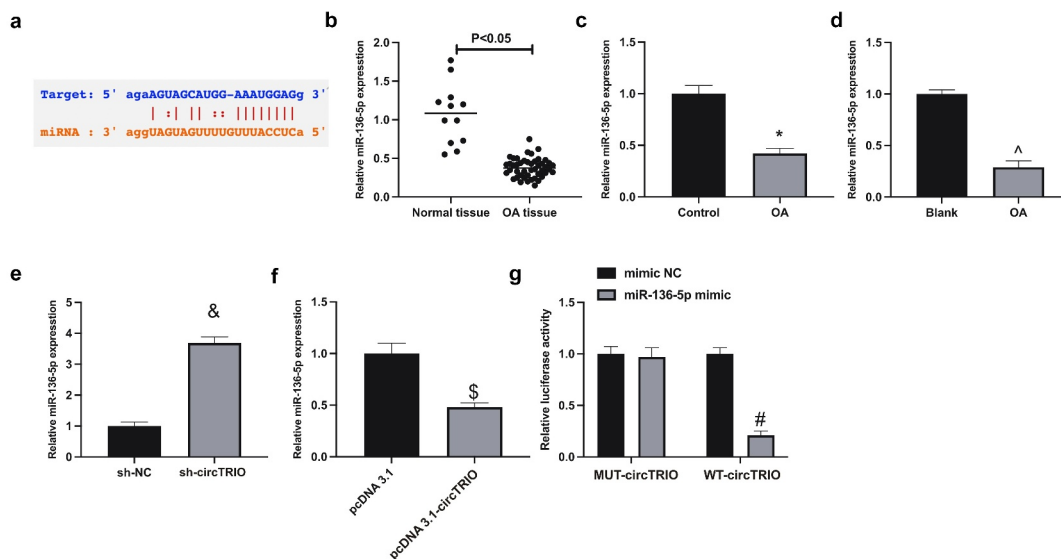 a
Target: 5' agaAGUAGCAUGG-AAAUGGAGg 3'
| :| || :: ||||||||
miRNA : 3' aggUAGUAGUUUUGUUUACCUCa 5'
b
Relative miR-136-5p expresstion
2.0
1.5
1.0
0.5
0.0
P<0.05
Normal tissue
OA tissue
c
Relative miR-136-5p expresstion
1.5
1.0
0.5
0.0
*
Control
OA
d
Relative miR-136-5p expresstion
1.5
1.0
0.5
0.0
^
Blank
OA
e
Relative miR-136-5p expresstion
5
4
3
2
1
0
&
sh-NC
sh-circTRIO
f
Relative miR-136-5p expresstion
1.5
1.0
0.5
0.0
$
pcDNA 3.1
pcDNA 3.1-circTRIO
g
mimic NC
miR-136-5p mimic
Relative luciferase activity
1.5
1.0
0.5
0.0
#
MUT-circTRIO
WT-circTRIO